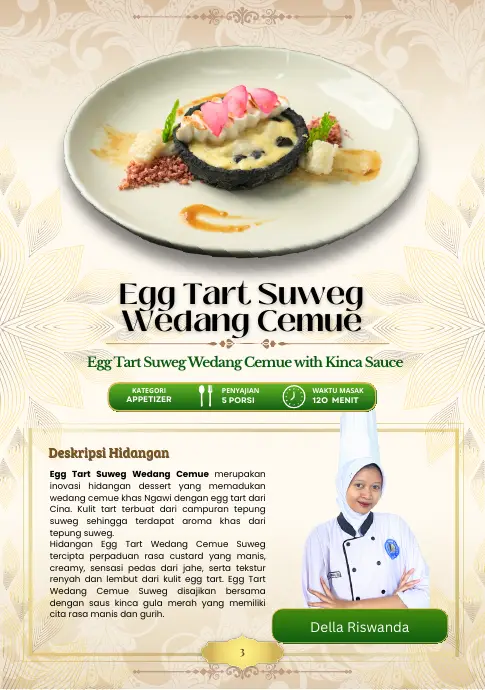 Egg Tart Suweg
Wedang Cemue
Egg Tart Suweg Wedang Cemue with Kinca Sauce
KATEGORI
APPETIZER
PENYAJIAN
5 PORSI
WAKTU MASAK
120 MENIT
Deskripsi Hidangan
Egg Tart Suweg Wedang Cemue merupakan
inovasi hidangan dessert yang memadukan
wedang cemue khas Ngawi dengan egg tart dari
Cina. Kulit tart terbuat dari campuran tepung
suweg sehingga terdapat aroma khas dari
tepung suweg.
Hidangan Egg Tart Wedang Cemue Suweg
tercipta perpaduan rasa custard yang manis,
creamy, sensasi pedas dari jahe, serta tekstur
renyah dan lembut dari kulit egg tart. Egg Tart
Wedang Cemue Suweg disajikan bersama
dengan saus kinca gula merah yang memiliki
cita rasa manis dan gurih.
Della Riswanda
3